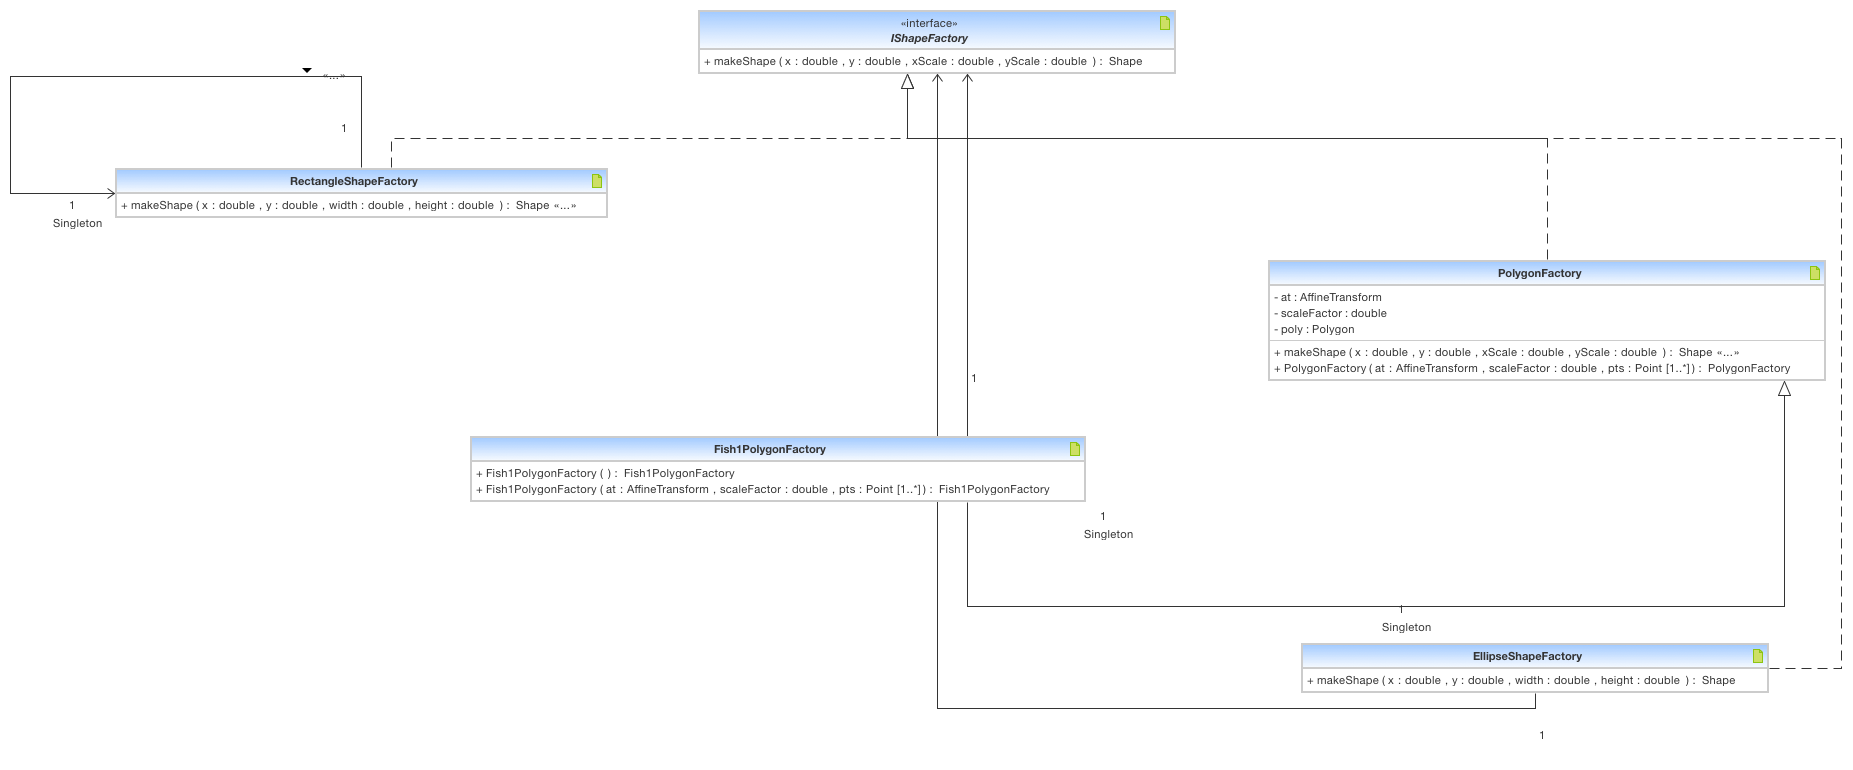 «interface»
IShapeFactory
+ makeShape ( x : double , y : double , xScale : double , yScale : double ) : Shape
«...»
1
RectangleShapeFactory
+ makeShape ( x : double , y : double , width : double , height : double ) : Shape «...»
1
Singleton
PolygonFactory
- at : AffineTransform
- scaleFactor : double
- poly : Polygon
+ makeShape ( x : double , y : double , xScale : double , yScale : double ) : Shape «...»
+ PolygonFactory ( at : AffineTransform , scaleFactor : double , pts : Point [1..*] ) : PolygonFactory
1
Fish1PolygonFactory
+ Fish1PolygonFactory ( ) : Fish1PolygonFactory
+ Fish1PolygonFactory ( at : AffineTransform , scaleFactor : double , pts : Point [1..*] ) : Fish1PolygonFactory
1
Singleton
1
Singleton
EllipseShapeFactory
+ makeShape ( x : double , y : double , width : double , height : double ) : Shape
1